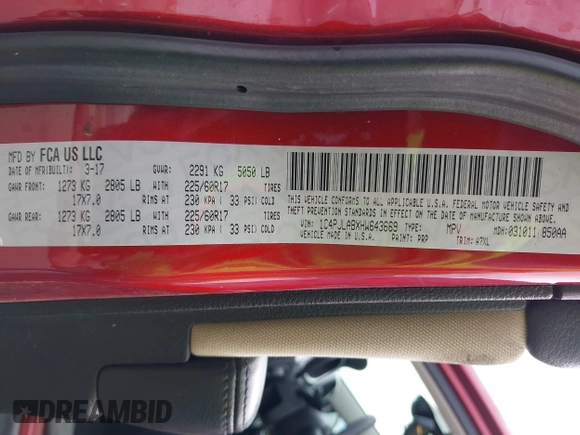 MFD BY FCA US LLC
DATE OF MFR(BUILT): 3-17 GVWR: 2291 KG 5050 LB
GAWR FRONT: 1273 KG 2805 LB WITH 225/60R17 TIRES
17X7.0 RIMS AT 230 KPA ( 33 PSI) COLD
GAWR REAR: 1273 KG 2805 LB WITH 225/60R17 TIRES
17X7.0 RIMS AT 230 KPA ( 33 PSI) COLD
THIS VEHICLE CONFORMS TO ALL APPLICABLE U.S.A. FEDERAL MOTOR VEHICLE SAFETY AND
THEFT PREVENTION STANDARDS IN EFFECT ON THE DATE OF MANUFACTURE SHOWN ABOVE.
VIN: 1C4PJLABXHW643669 TYPE: MPV MDH: 031011 850AA
VEHICLE MADE IN U.S.A. PAINT: PRP TRIM: A7XL
DREAMBID